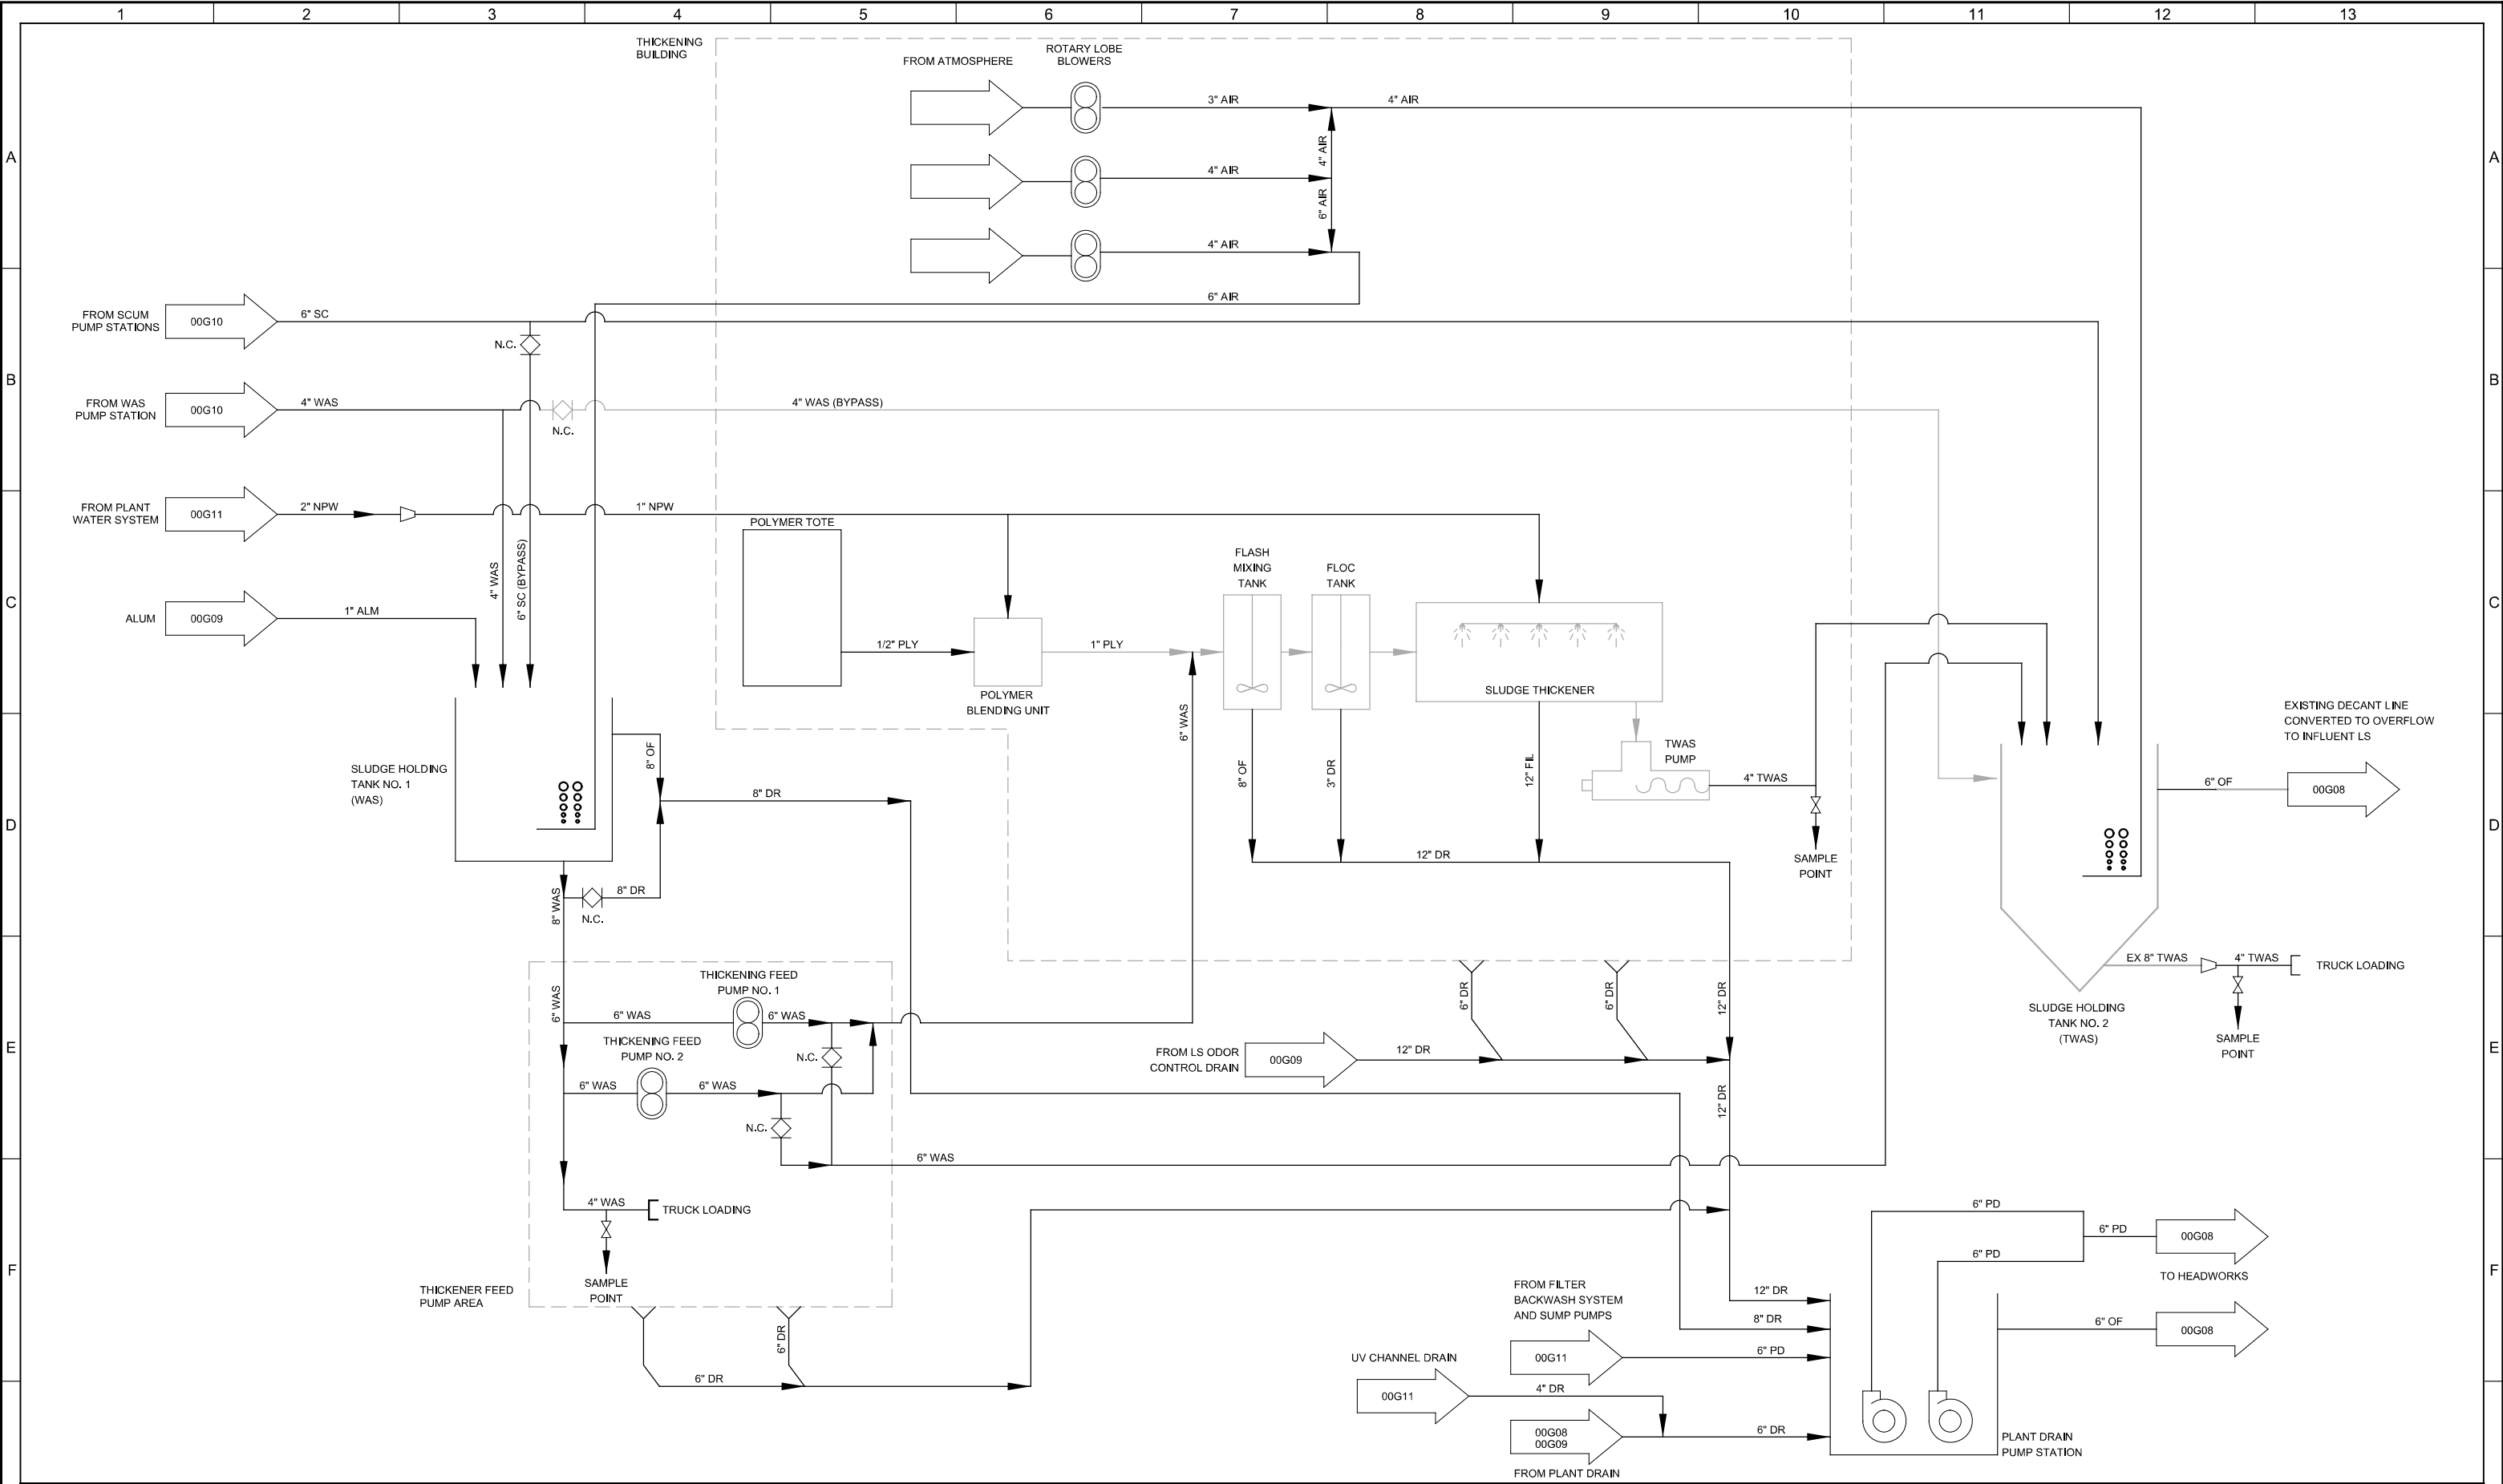 1 2 3 4 5 6 7 8 9 10 11 12 13
THICKENING
BUILDING
FROM ATMOSPHERE
ROTARY LOBE
BLOWERS
3" AIR
4" AIR
A
4" AIR
A
4" AIR
6" AIR
4" AIR
6" AIR
FROM SCUM
PUMP STATIONS
00G10
6" SC
N.C.
B
B
FROM WAS
PUMP STATION
00G10
4" WAS
N.C.
4" WAS (BYPASS)
FROM PLANT
WATER SYSTEM
00G11
2" NPW
1" NPW
4" WAS
6" SC (BYPASS)
C
C
ALUM
00G09
1" ALM
POLYMER TOTE
1/2" PLY
POLYMER
BLENDING UNIT
1" PLY
6" WAS
FLASH
MIXING
TANK
FLOC
TANK
SLUDGE THICKENER
8" OF
3" DR
12" FIL
TWAS
PUMP
4" TWAS
SAMPLE
POINT
12" DR
EXISTING DECANT LINE
CONVERTED TO OVERFLOW
TO INFLUENT LS
6" OF
00G08
SLUDGE HOLDING
TANK NO. 1
(WAS)
8" OF
8" DR
D
D
8" WAS
8" DR
N.C.
EX 8" TWAS
4" TWAS
TRUCK LOADING
SLUDGE HOLDING
TANK NO. 2
(TWAS)
SAMPLE
POINT
6" WAS
THICKENING FEED
PUMP NO. 1
6" WAS
6" WAS
THICKENING FEED
PUMP NO. 2
N.C.
6" WAS
6" WAS
N.C.
E
E
6" DR
6" DR
12" DR
FROM LS ODOR
CONTROL DRAIN
00G09
12" DR
12" DR
6" WAS
4" WAS
TRUCK LOADING
SAMPLE
POINT
THICKENER FEED
PUMP AREA
F
F
6" DR
6" DR
6" PD
6" PD
6" PD
00G08
TO HEADWORKS
6" OF
00G08
12" DR
8" DR
FROM FILTER
BACKWASH SYSTEM
AND SUMP PUMPS
00G11
6" PD
UV CHANNEL DRAIN
00G11
4" DR
00G08
00G09
6" DR
FROM PLANT DRAIN
PLANT DRAIN
PUMP STATION